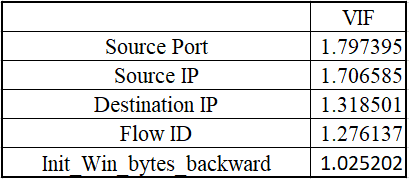 VIF
Source Port 1.797395
Source IP 1.706585
Destination IP 1.318501
Flow ID 1.276137
Init_Win_bytes_backward 1.025202